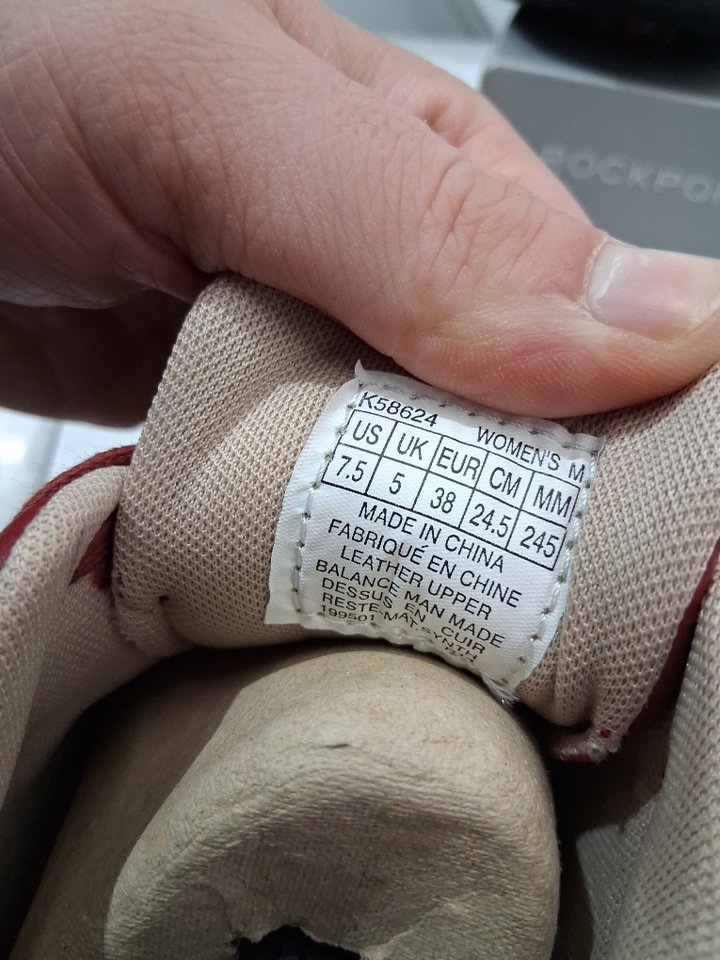 ROCKPO
K58624 WOMEN'S M
US UK EUR CM MM
7.5 5 38 24.5 245
MADE IN CHINA
FABRIQUÉ EN CHINE
LEATHER UPPER
BALANCE MAN MADE
DESSUS EN CUIR
RESTE-MAT.SYNTH
199501